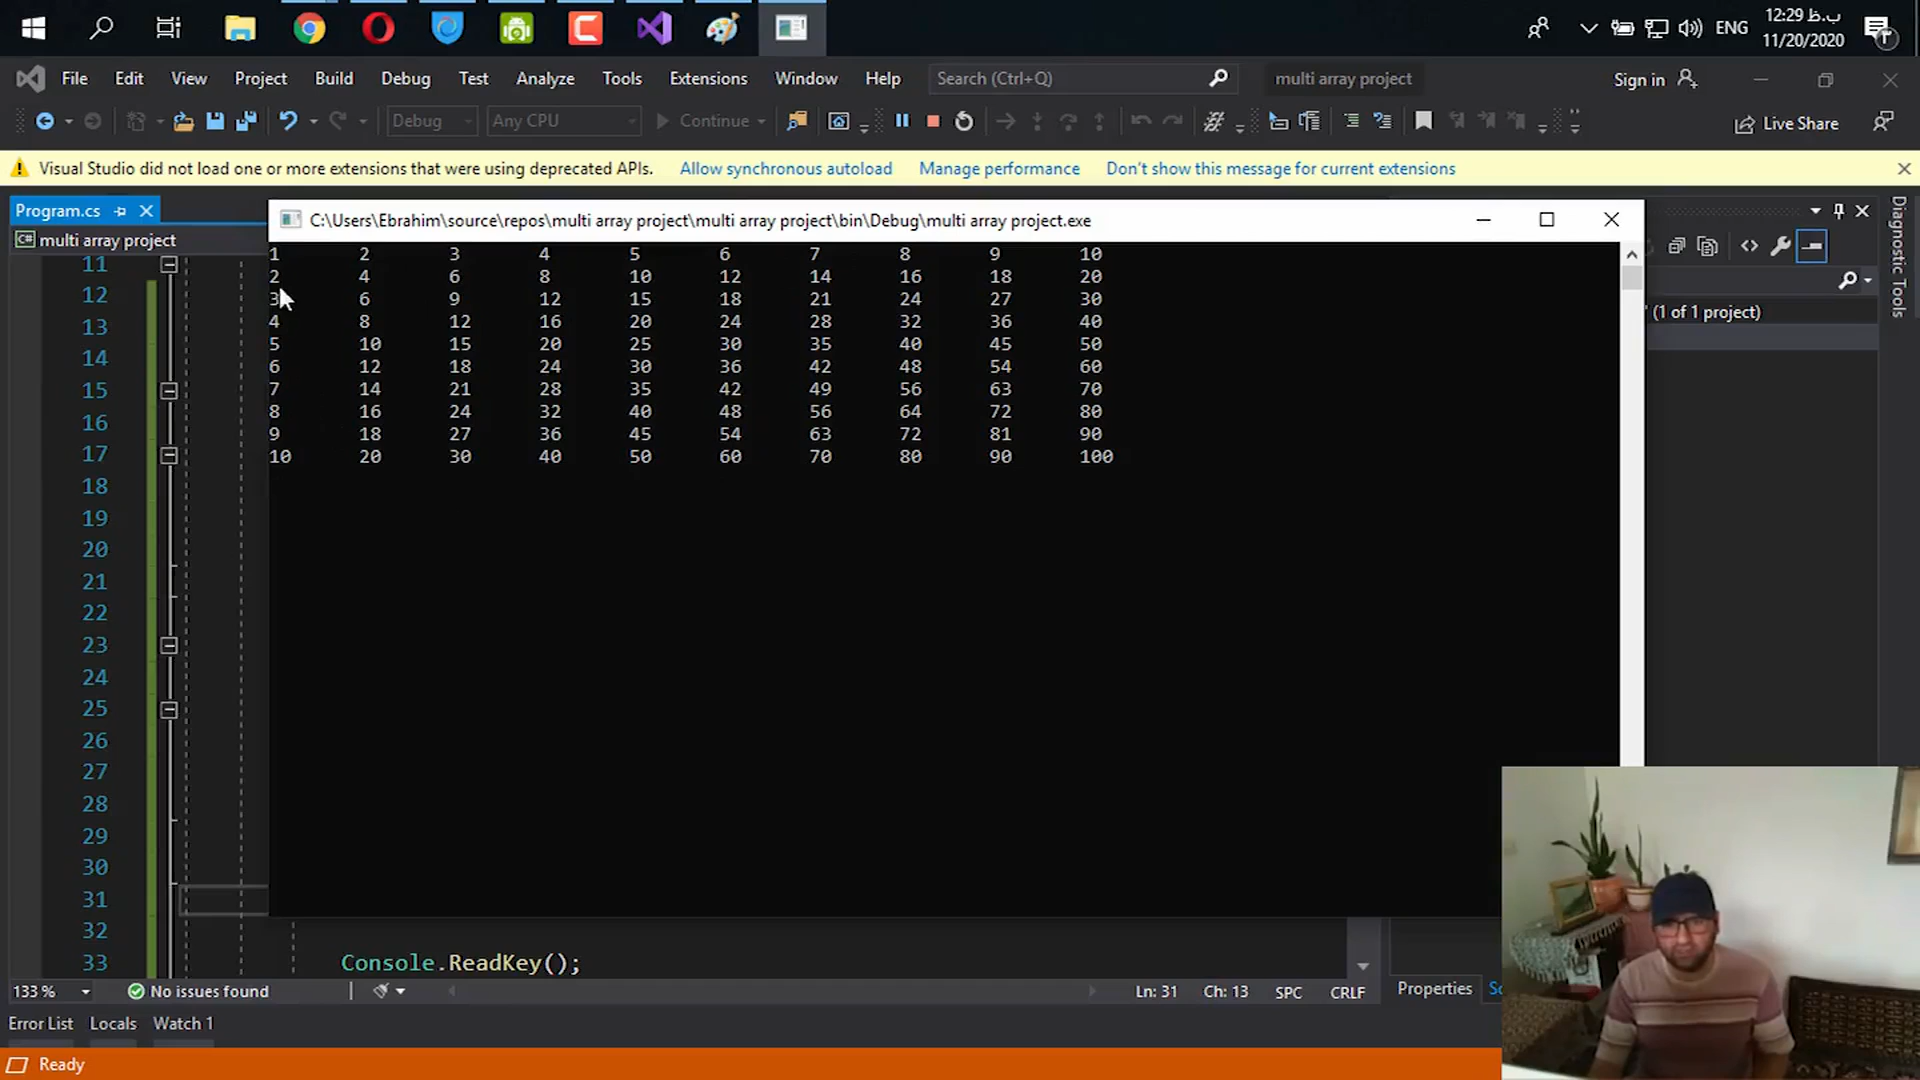 ENG
12:29 ب.ظ
11/20/2020
File Edit View Project Build Debug Test Analyze Tools Extensions Window Help Search (Ctrl+Q) multi array project Sign in
Debug Any CPU Continue Live Share
Visual Studio did not load one or more extensions that were using deprecated APIs. Allow synchronous autoload Manage performance Don't show this message for current extensions
Program.cs
C:\Users\Ebrahim\source\repos\multi array project\multi array project\bin\Debug\multi array project.exe
multi array project
Diagnostic Tools
(1 of 1 project)
1 2 3 4 5 6 7 8 9 10
2 4 6 8 10 12 14 16 18 20
3 6 9 12 15 18 21 24 27 30
4 8 12 16 20 24 28 32 36 40
5 10 15 20 25 30 35 40 45 50
6 12 18 24 30 36 42 48 54 60
7 14 21 28 35 42 49 56 63 70
8 16 24 32 40 48 56 64 72 80
9 18 27 36 45 54 63 72 81 90
10 20 30 40 50 60 70 80 90 100
11
12
13
14
15
16
17
18
19
20
21
22
23
24
25
26
27
28
29
30
31
32
33 Console.ReadKey();
133 % No issues found Ln: 31 Ch: 13 SPC CRLF
Properties
Error List Locals Watch 1
Ready